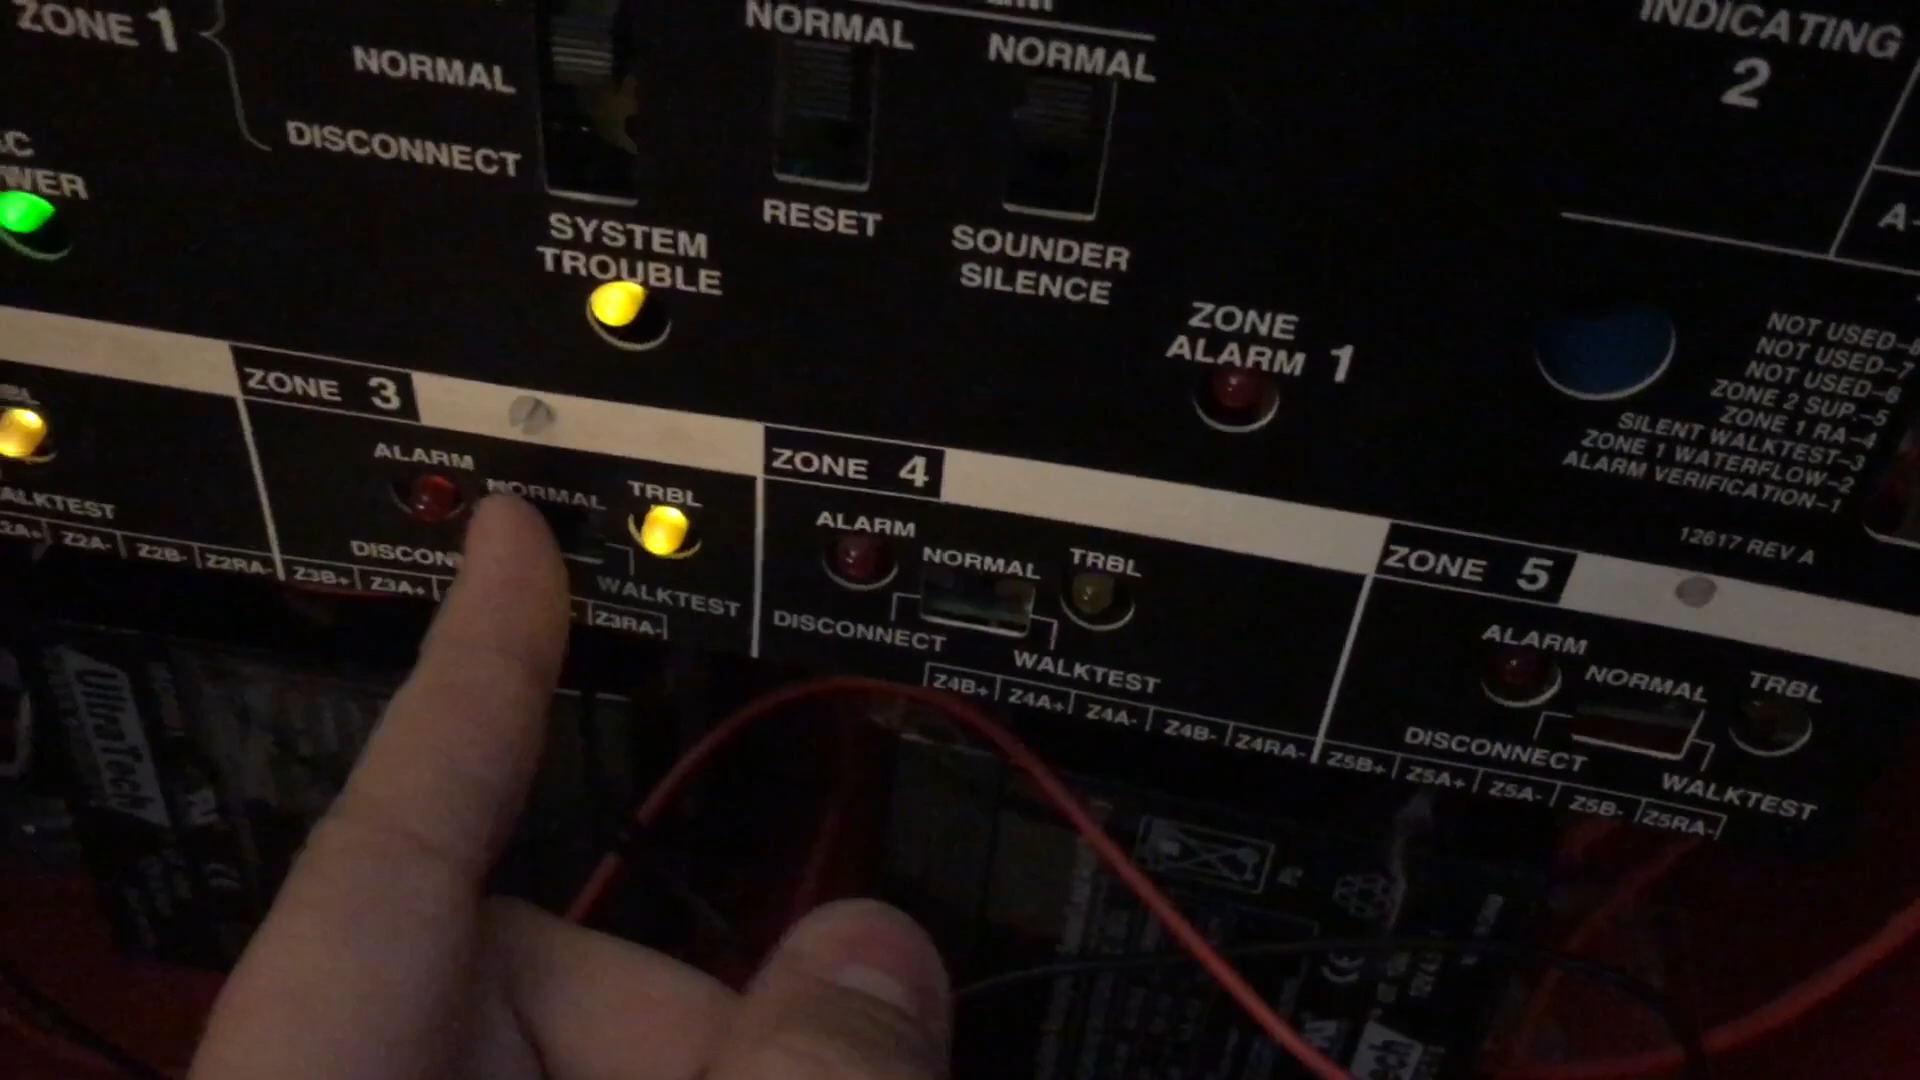 ZONE 1
NORMAL
DISCONNECT
NORMAL
NORMAL
INDICATING
2
SYSTEM
TROUBLE
RESET
SOUNDER
SILENCE
ZONE
ALARM 1
A-
NOT USED-8
NOT USED-7
NOT USED-6
ZONE 2 SUP.-5
ZONE 1 RA-4
SILENT WALKTEST-3
ZONE 1 WATERFLOW-2
ALARM VERIFICATION-1
12617 REV A
ALKTEST
Z2A+ Z2A- Z2B- Z2RA-
ZONE 3
ALARM
NORMAL
TRBL
DISCONN
WALKTEST
Z3B+ Z3A+ Z3RA-
ZONE 4
ALARM
NORMAL
TRBL
DISCONNECT
WALKTEST
Z4B+ Z4A+ Z4A- Z4B- Z4RA-
ZONE 5
ALARM
NORMAL
TRBL
DISCONNECT
WALKTEST
Z5B+ Z5A+ Z5A- Z5B- Z5RA-
UltraTech